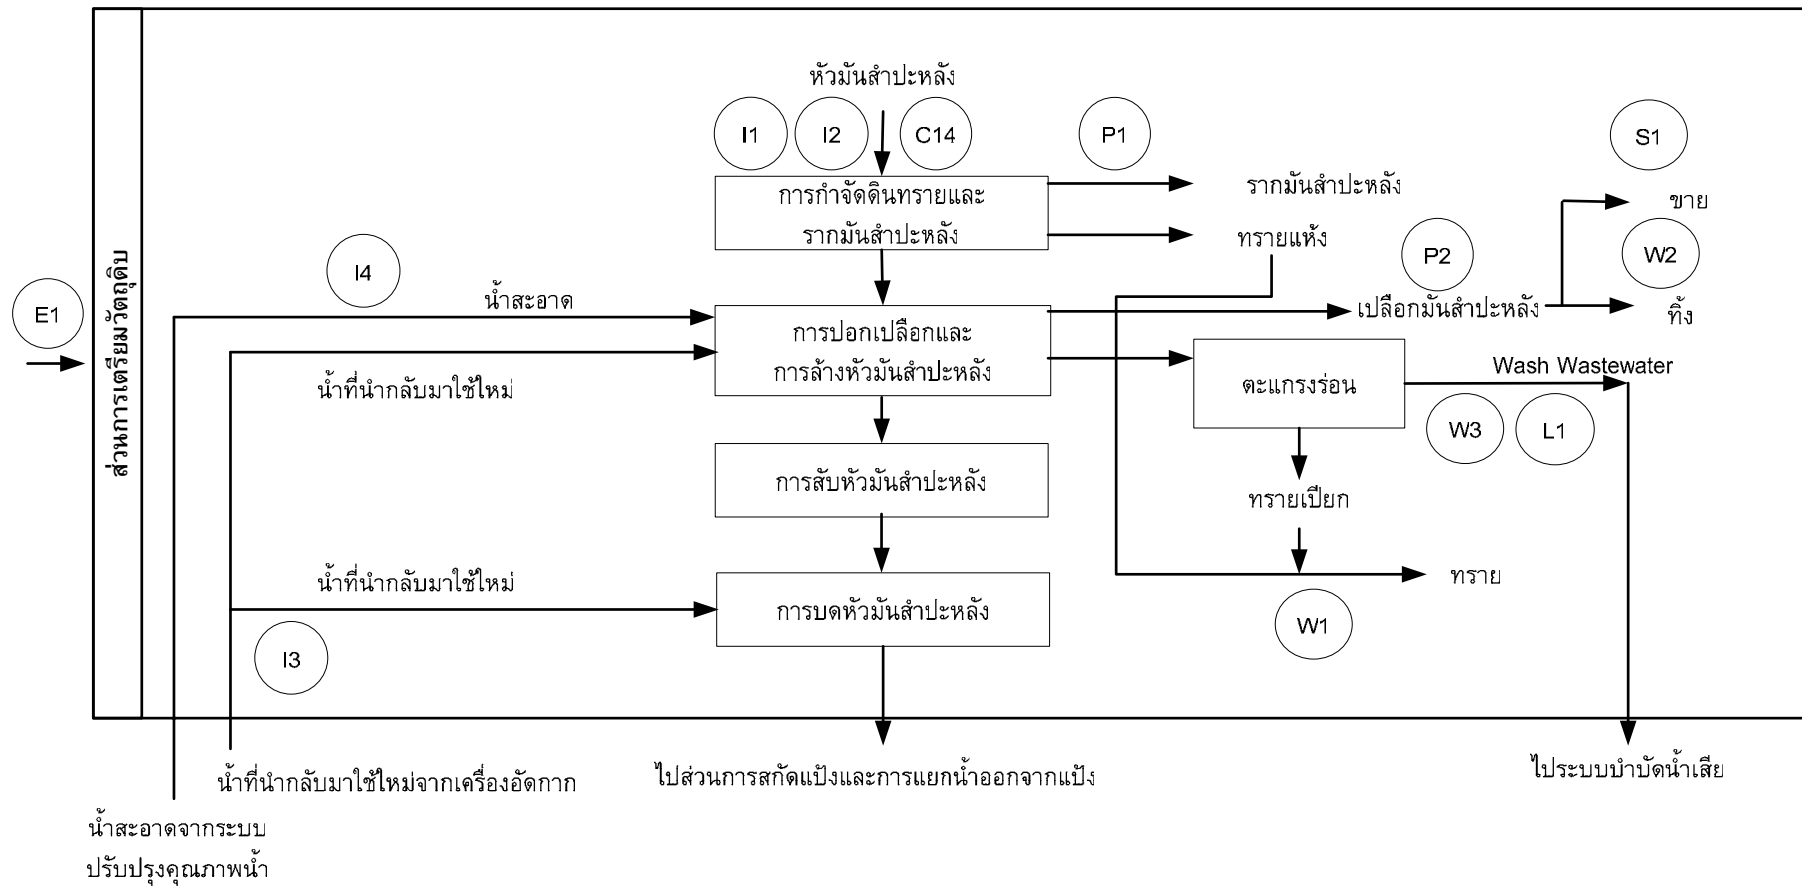 หัวมันสำปะหลัง
I1
I2
C14
P1
S1
การกำจัดดินทรายและ
รากมันสำปะหลัง
รากมันสำปะหลัง
ทรายแห้ง
ขาย
W2
P2
I4
E1
ส่วนการเตรียมวัตถุดิบ
น้ำสะอาด
การปอกเปลือกและ
การล้างหัวมันสำปะหลัง
เปลือกมันสำปะหลัง
ทิ้ง
น้ำที่นำกลับมาใช้ใหม่
ตะแกรงร่อน
Wash Wastewater
W3
L1
การสับหัวมันสำปะหลัง
ทรายเปียก
น้ำที่นำกลับมาใช้ใหม่
การบดหัวมันสำปะหลัง
ทราย
W1
I3
น้ำที่นำกลับมาใช้ใหม่จากเครื่องอัดกาก
ไปส่วนการสกัดแป้งและการแยกน้ำออกจากแป้ง
ไประบบบำบัดน้ำเสีย
น้ำสะอาดจากระบบ
ปรับปรุงคุณภาพน้ำ